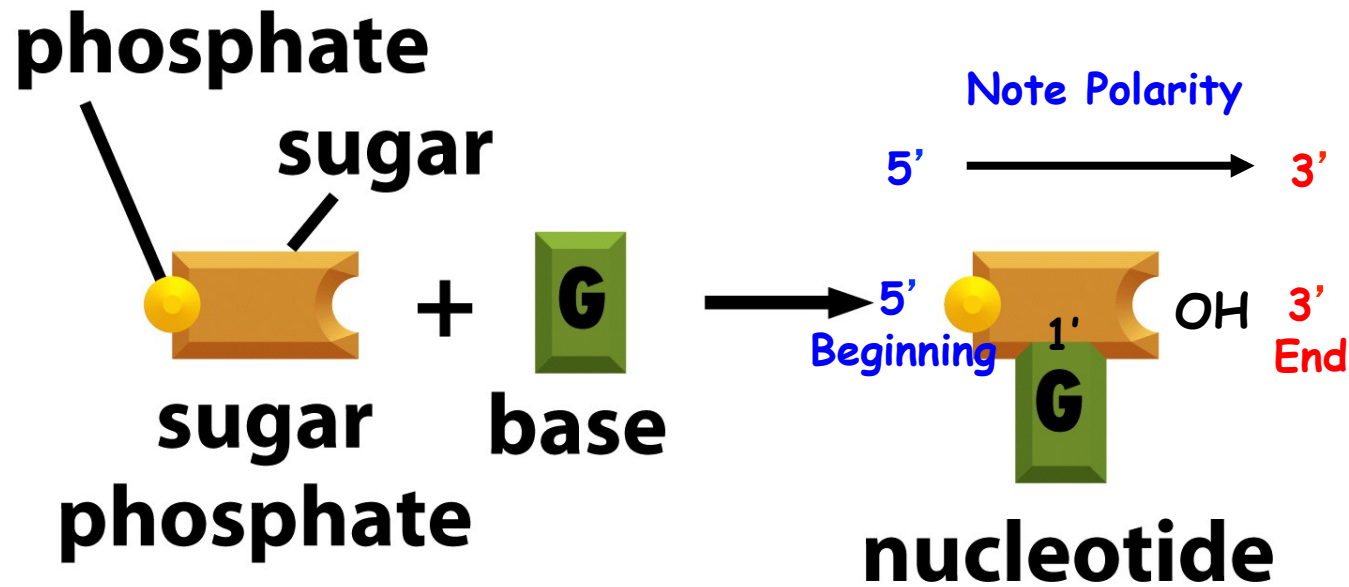 phosphate
sugar
Note Polarity
5’ 3’
+
G
5’
Beginning
1’
G
OH
3’
End
sugar
phosphate
base
nucleotide